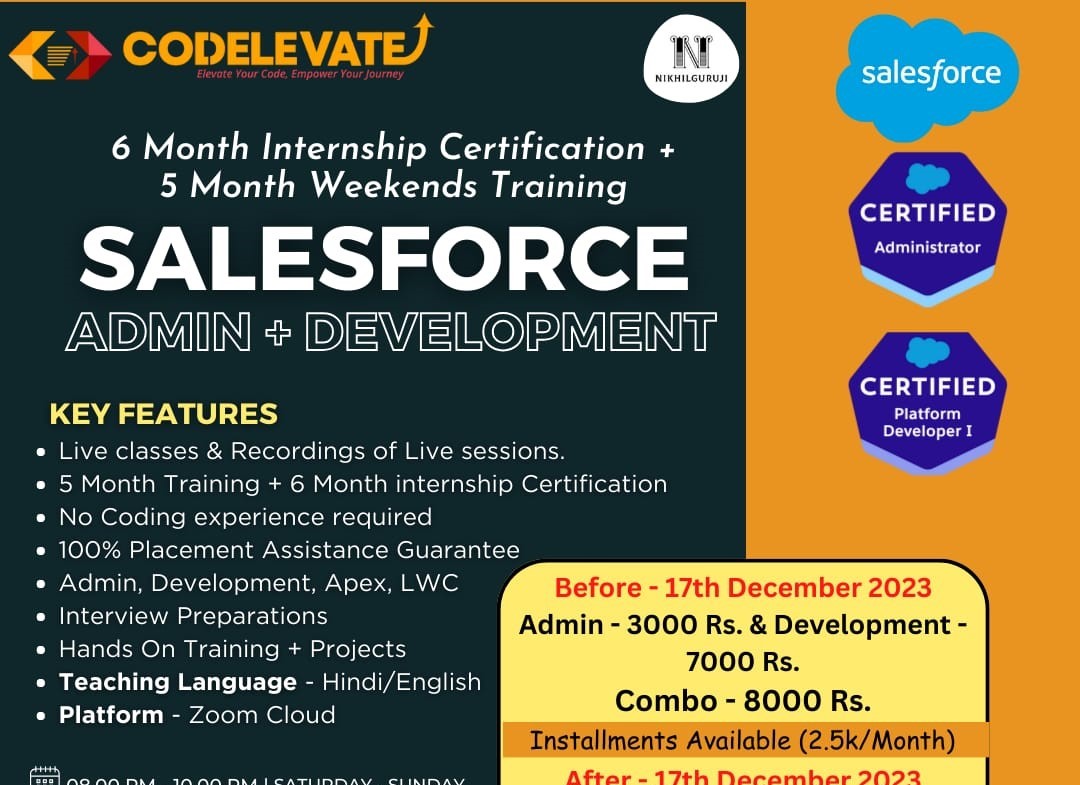 CODELEVATE
Elevate Your Code, Empower Your Journey
N
NIKHILGURUJI
salesforce
6 Month Internship Certification +
5 Month Weekends Training
SALESFORCE
ADMIN + DEVELOPMENT
CERTIFIED
Administrator
CERTIFIED
Platform
Developer I
KEY FEATURES
• Live classes & Recordings of Live sessions.
• 5 Month Training + 6 Month internship Certification
• No Coding experience required
• 100% Placement Assistance Guarantee
• Admin, Development, Apex, LWC
• Interview Preparations
• Hands On Training + Projects
• Teaching Language - Hindi/English
• Platform - Zoom Cloud
08:00 PM - 10:00 PM | SATURDAY - SUNDAY
Before - 17th December 2023
Admin - 3000 Rs. & Development -
7000 Rs.
Combo - 8000 Rs.
Installments Available (2.5k/Month)
After - 17th December 2023